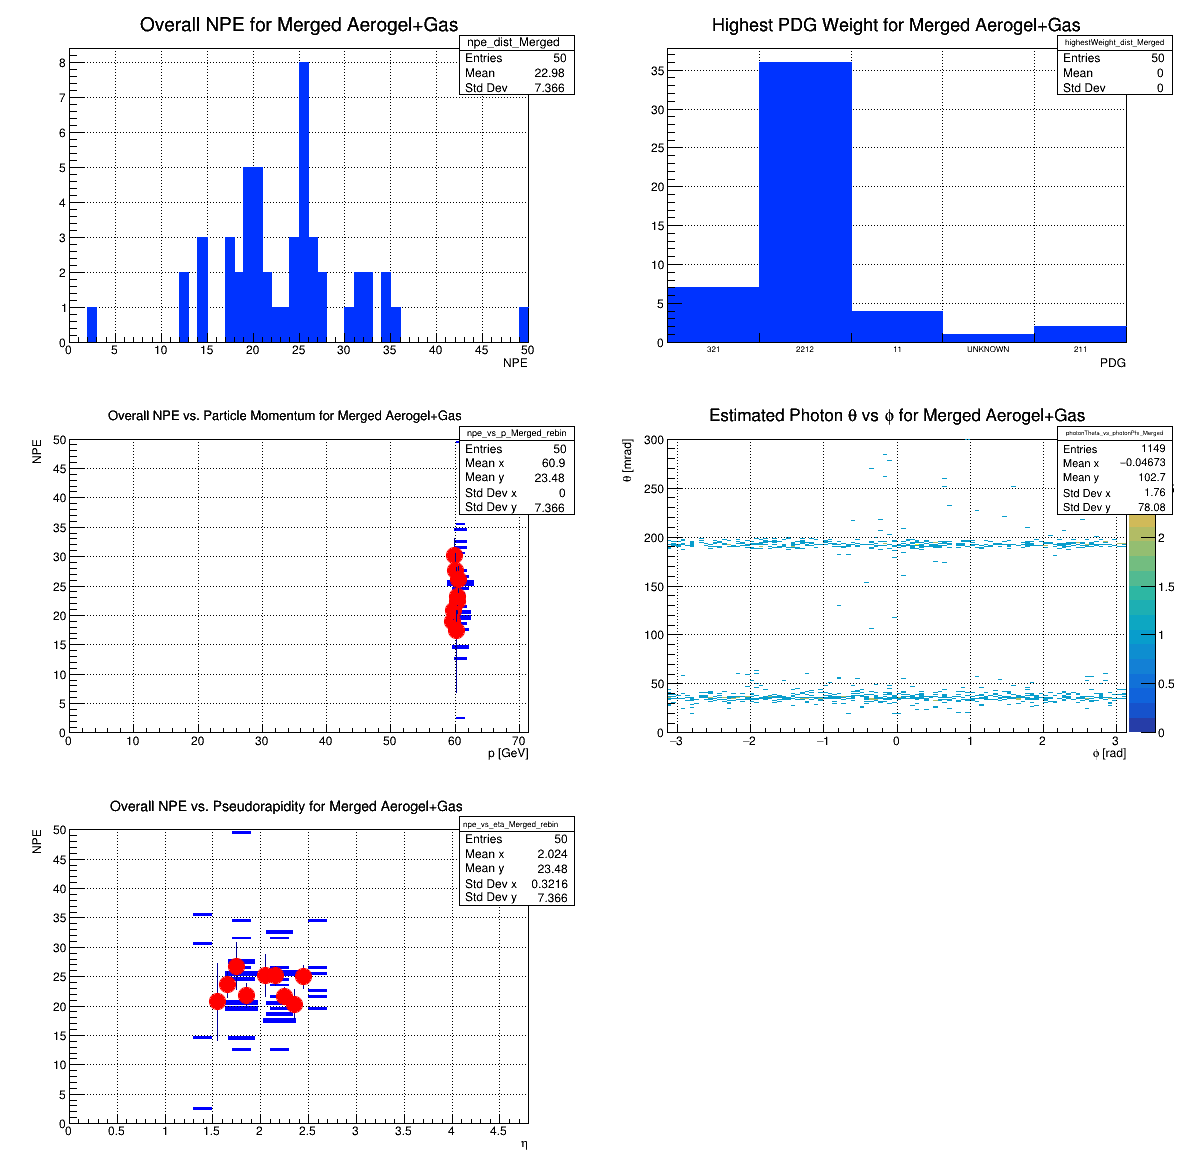 Overall NPE for Merged Aerogel+Gas
npe_dist_Merged
Entries 50
Mean 22.98
Std Dev 7.366
8
7
6
5
4
3
2
1
0
0 5 10 15 20 25 30 35 40 45 50
NPE
Highest PDG Weight for Merged Aerogel+Gas
highestWeight_dist_Merged
Entries 50
Mean 0
Std Dev 0
35
30
25
20
15
10
5
0
321 2212 11 UNKNOWN 211
PDG
Overall NPE vs. Particle Momentum for Merged Aerogel+Gas
NPE
npe_vs_p_Merged_rebin
Entries 50
Mean x 60.9
Mean y 23.48
Std Dev x 0
Std Dev y 7.366
50
45
40
35
30
25
20
15
10
5
0
0 10 20 30 40 50 60 70
p [GeV]
Estimated Photon θ vs ϕ for Merged Aerogel+Gas
θ [mrad]
photonTheta_vs_photonPhi_Merged
Entries 1149
Mean x −0.04673
Mean y 102.7
Std Dev x 1.76
Std Dev y 78.08
300
250
200
150
100
50
0
−3 −2 −1 0 1 2 3
ϕ [rad]
2
1.5
1
0.5
0
Overall NPE vs. Pseudorapidity for Merged Aerogel+Gas
NPE
npe_vs_eta_Merged_rebin
Entries 50
Mean x 2.024
Mean y 23.48
Std Dev x 0.3216
Std Dev y 7.366
50
45
40
35
30
25
20
15
10
5
0
0 0.5 1 1.5 2 2.5 3 3.5 4 4.5
η